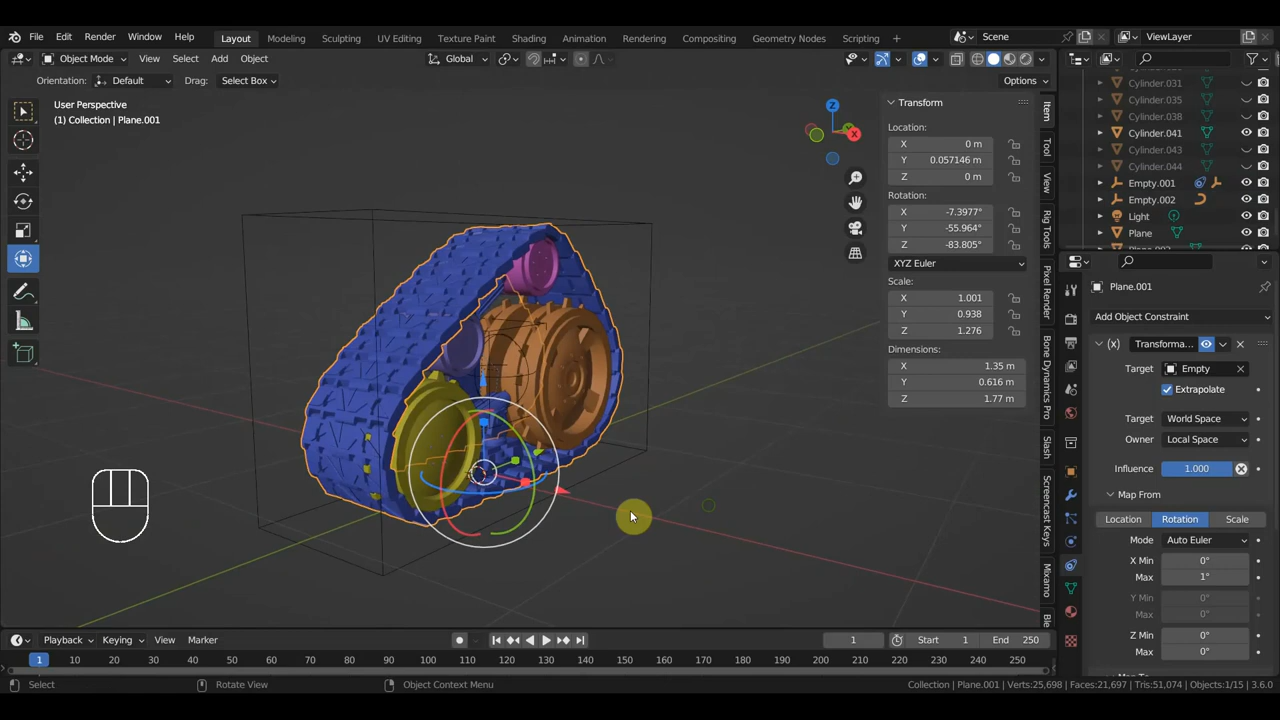 File Edit Render Window Help Layout Modeling Sculpting UV Editing Texture Paint Shading Animation Rendering Compositing Geometry Nodes Scripting + Scene ViewLayer
Object Mode View Select Add Object Global Options
Orientation: Default Drag: Select Box
User Perspective
(1) Collection | Plane.001
Transform
Location:
X 0 m
Y 0.057146 m
Z 0 m
Rotation:
X -7.3977°
Y -55.964°
Z -83.805°
XYZ Euler
Scale:
X 1.001
Y 0.938
Z 1.276
Dimensions:
X 1.35 m
Y 0.616 m
Z 1.77 m
Z
X
Item
Tool
View
Rig Tools
Pixel Render
Bone Dynamics Pro
Slash
Screencast Keys
Mixamo
Cylinder.031
Cylinder.035
Cylinder.038
Cylinder.041
Cylinder.043
Cylinder.044
Empty.001
Empty.002
Light
Plane
Plane.001
Add Object Constraint
Transforma...
Target Empty
Extrapolate
Target World Space
Owner Local Space
Influence 1.000
Map From
Location Rotation Scale
Mode Auto Euler
X Min 0°
Max 1°
Y Min 0°
Max 0°
Z Min 0°
Max 0°
Playback Keying View Marker 1 Start 1 End 250
1 10 20 30 40 50 60 70 80 90 100 110 120 130 140 150 160 170 180 190 200 210 220 230 240 250
Select Rotate View Object Context Menu Collection | Plane.001 | Verts:25,698 | Faces:21,697 | Tris:51,074 | Objects:1/15 | 3.6.0